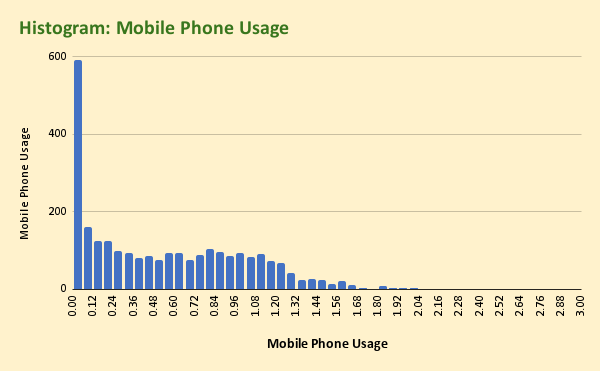 Histogram: Mobile Phone Usage
Mobile Phone Usage
600
400
200
0
0.00 0.12 0.24 0.36 0.48 0.60 0.72 0.84 0.96 1.08 1.20 1.32 1.44 1.56 1.68 1.80 1.92 2.04 2.16 2.28 2.40 2.52 2.64 2.76 2.88 3.00
Mobile Phone Usage